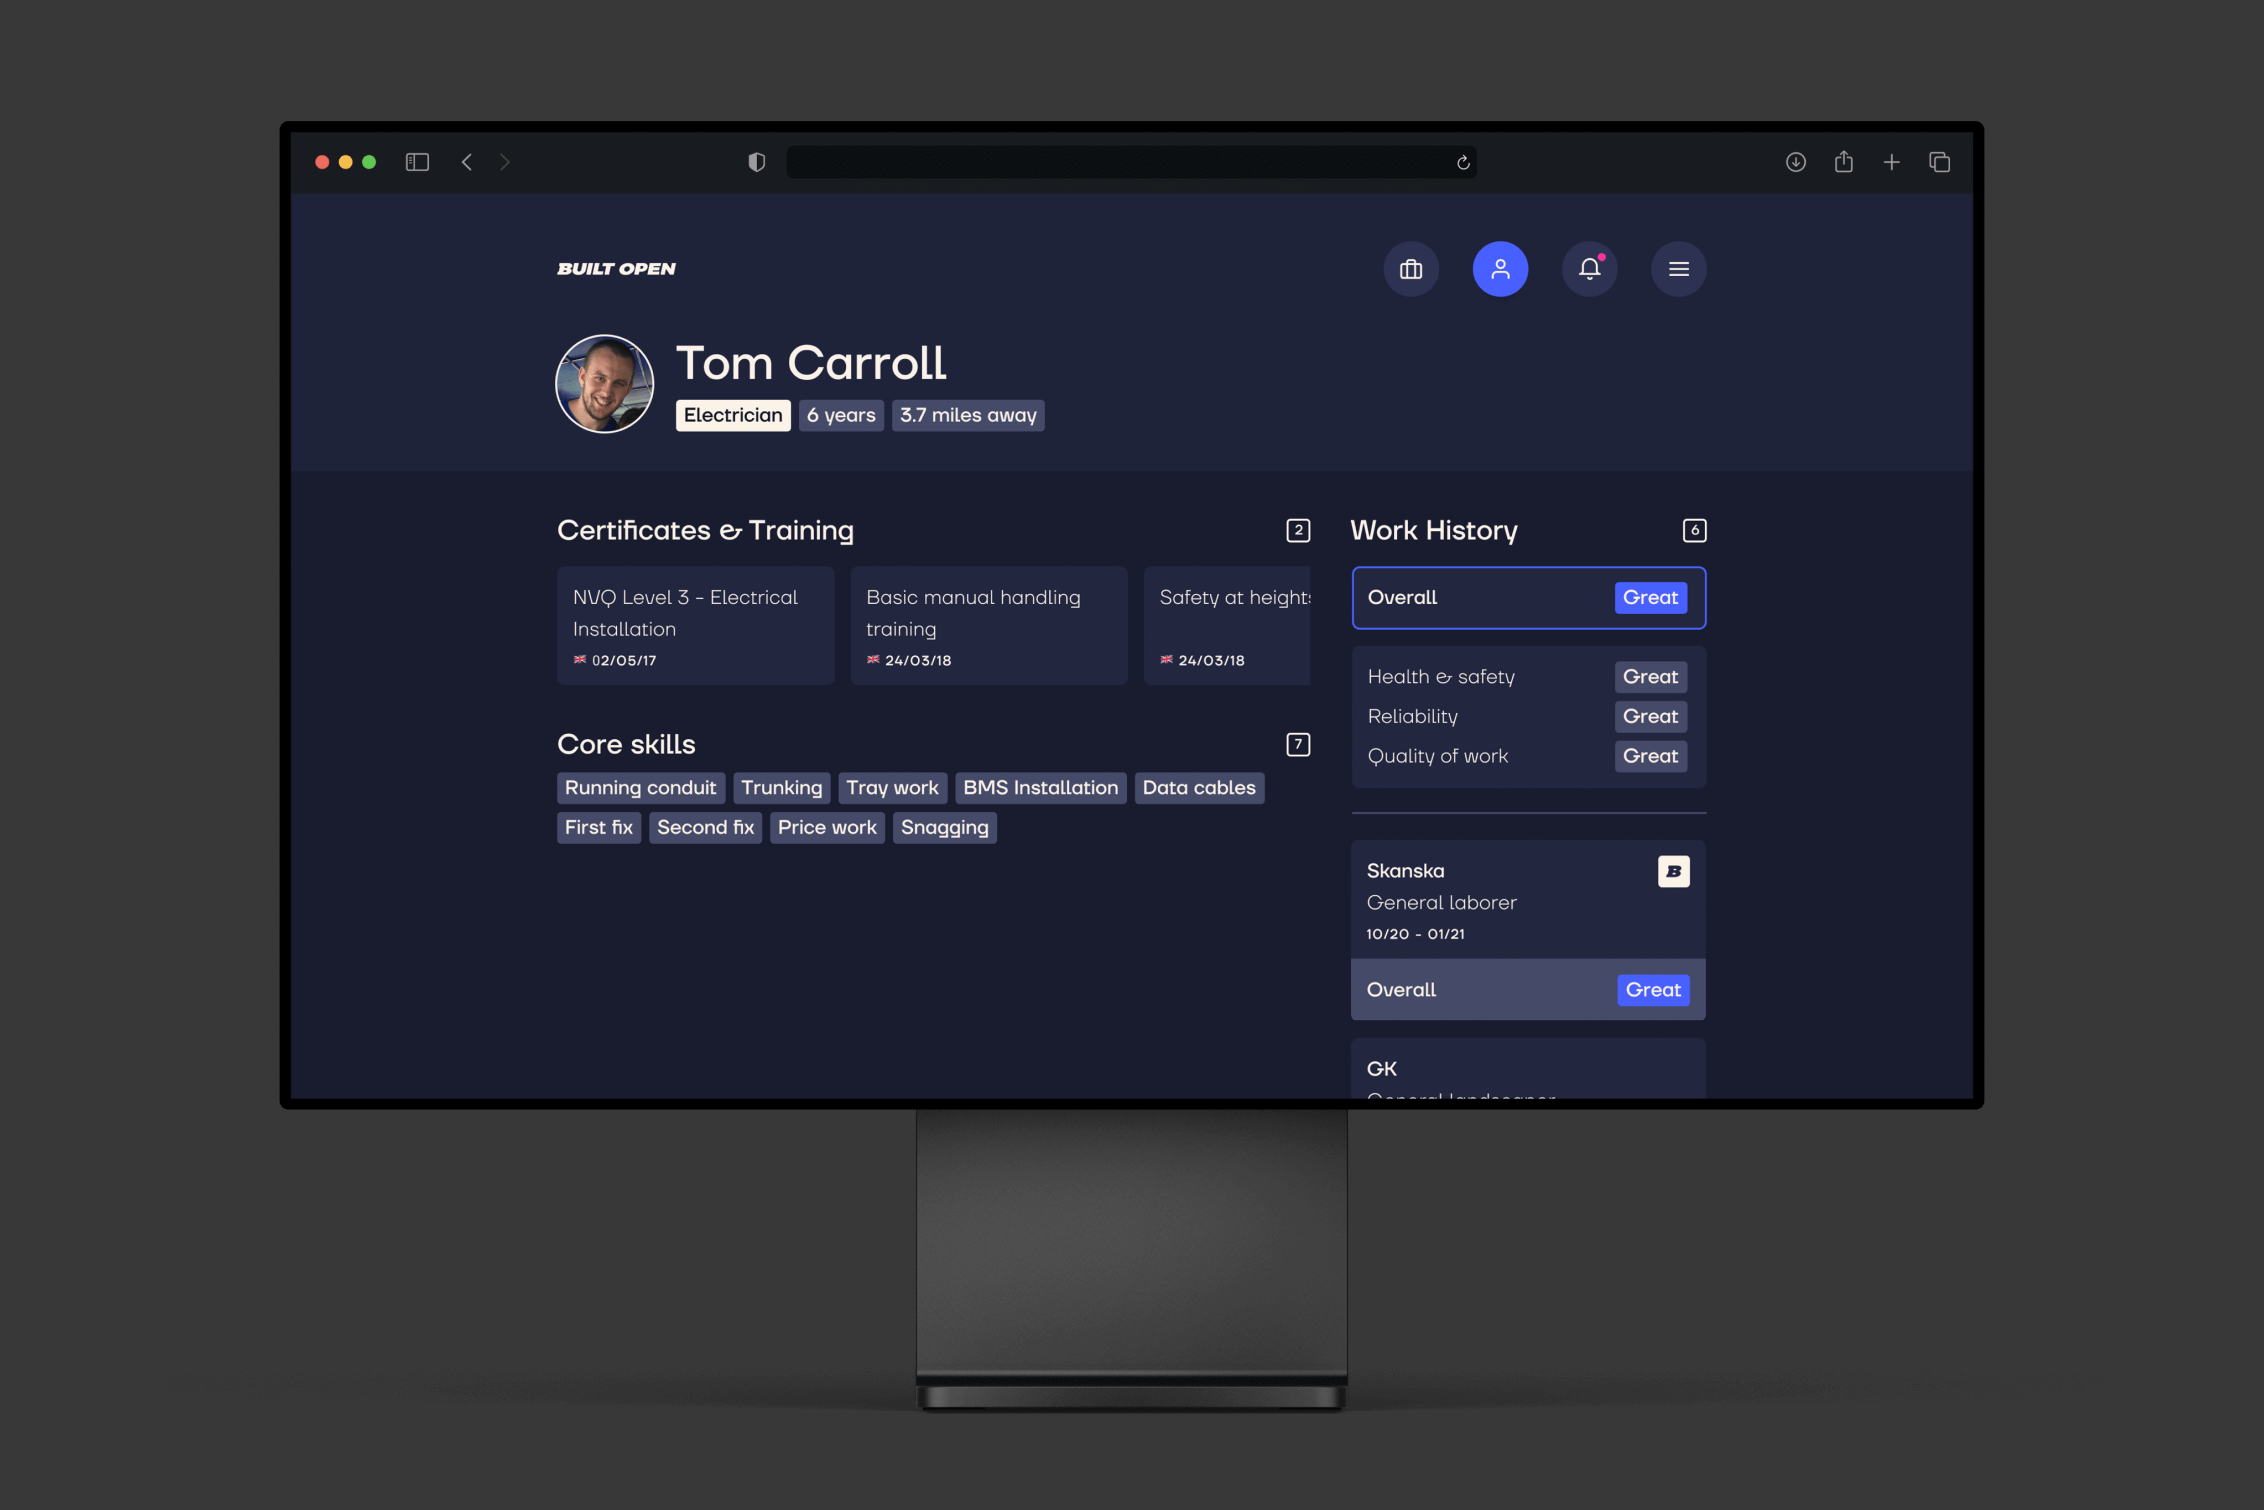 BUILT OPEN
Tom Carroll
Electrician 6 years 3.7 miles away
Certificates & Training 2
NVQ Level 3 - Electrical
Installation
02/05/17
Basic manual handling
training
24/03/18
Safety at heights
24/03/18
Core skills 7
Running conduit Trunking Tray work BMS Installation Data cables
First fix Second fix Price work Snagging
Work History 6
Overall Great
Health & safety Great
Reliability Great
Quality of work Great
Skanska B
General laborer
10/20 - 01/21
Overall Great
GK
General landscaper